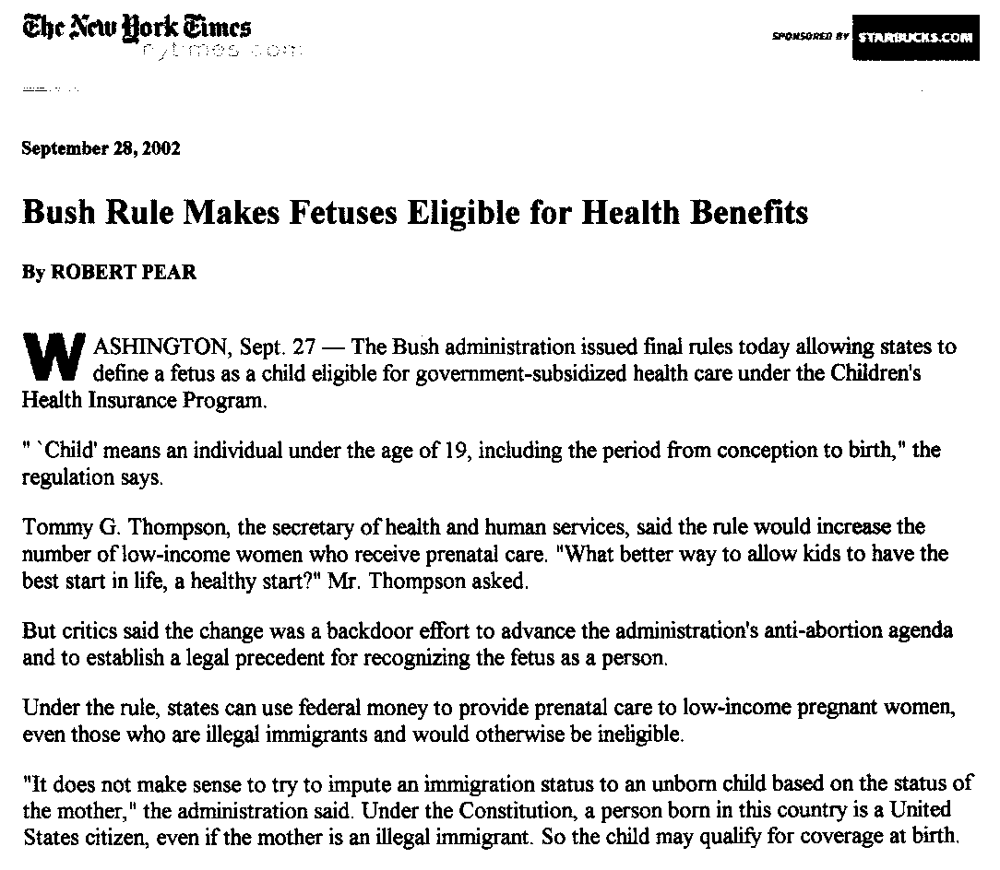 The New York Times
nytimes.com
SPONSORED BY STARBUCKS.COM
September 28, 2002
Bush Rule Makes Fetuses Eligible for Health Benefits
By ROBERT PEAR
WASHINGTON, Sept. 27 — The Bush administration issued final rules today allowing states to
define a fetus as a child eligible for government-subsidized health care under the Children's
Health Insurance Program.
" `Child' means an individual under the age of 19, including the period from conception to birth," the
regulation says.
Tommy G. Thompson, the secretary of health and human services, said the rule would increase the
number of low-income women who receive prenatal care. "What better way to allow kids to have the
best start in life, a healthy start?" Mr. Thompson asked.
But critics said the change was a backdoor effort to advance the administration's anti-abortion agenda
and to establish a legal precedent for recognizing the fetus as a person.
Under the rule, states can use federal money to provide prenatal care to low-income pregnant women,
even those who are illegal immigrants and would otherwise be ineligible.
"It does not make sense to try to impute an immigration status to an unborn child based on the status of
the mother," the administration said. Under the Constitution, a person born in this country is a United
States citizen, even if the mother is an illegal immigrant. So the child may qualify for coverage at birth.